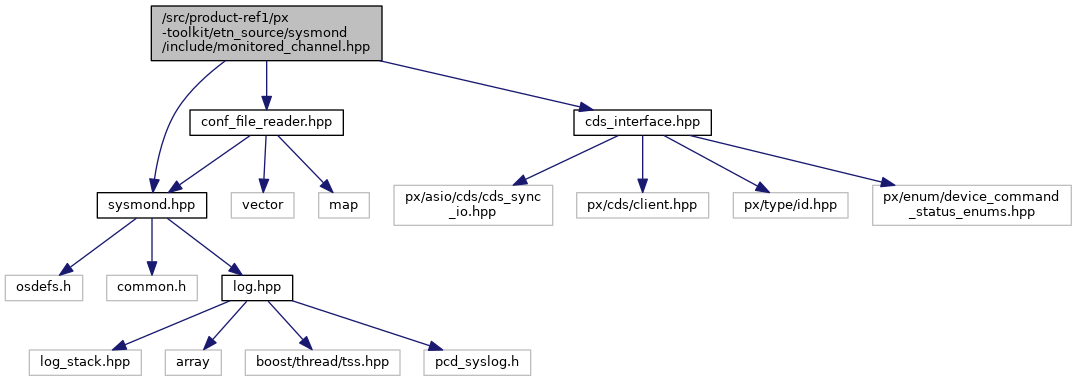 /src/product-ref1/px
-toolkit/etn_source/sysmond
/include/monitored_channel.hpp
conf_file_reader.hpp
cds_interface.hpp
sysmond.hpp
vector
map
px/asio/cds/cds_sync
_io.hpp
px/cds/client.hpp
px/type/id.hpp
px/enum/device_command
_status_enums.hpp
osdefs.h
common.h
log.hpp
log_stack.hpp
array
boost/thread/tss.hpp
pcd_syslog.h